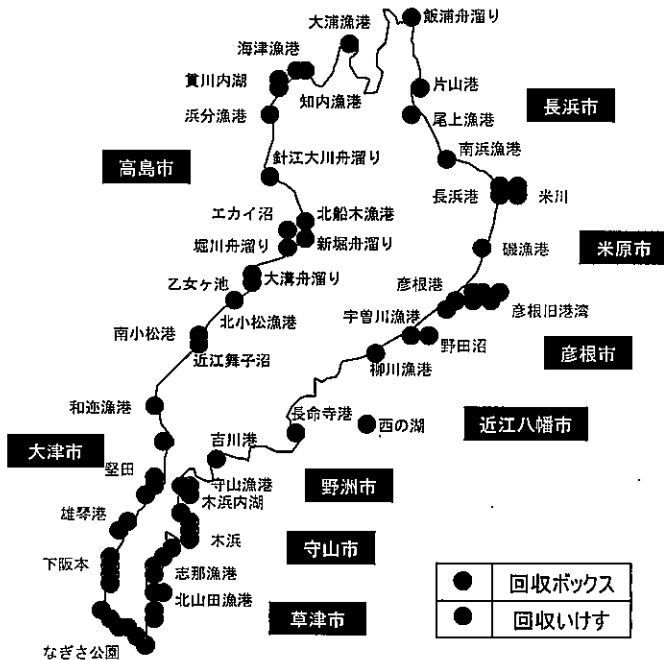 大浦漁港
飯浦舟溜り
海津漁港
貫川内湖
知内漁港
片山港
浜分漁港
尾上漁港
長浜市
南浜漁港
高島市
針江大川舟溜り
長浜港
米川
エカイ沼
北船木漁港
堀川舟溜り
新堀舟溜り
磯漁港
米原市
大溝舟溜り
乙女ヶ池
彦根港
北小松漁港
宇曽川漁港
彦根旧港湾
南小松港
近江舞子沼
野田沼
彦根市
柳川漁港
和迩漁港
長命寺港
西の湖
近江八幡市
大津市
吉川港
堅田
守山漁港
野洲市
木浜内湖
雄琴港
木浜
守山市
下阪本
志那漁港
北山田漁港
草津市
なぎさ公園
回収ボックス
回収いけす